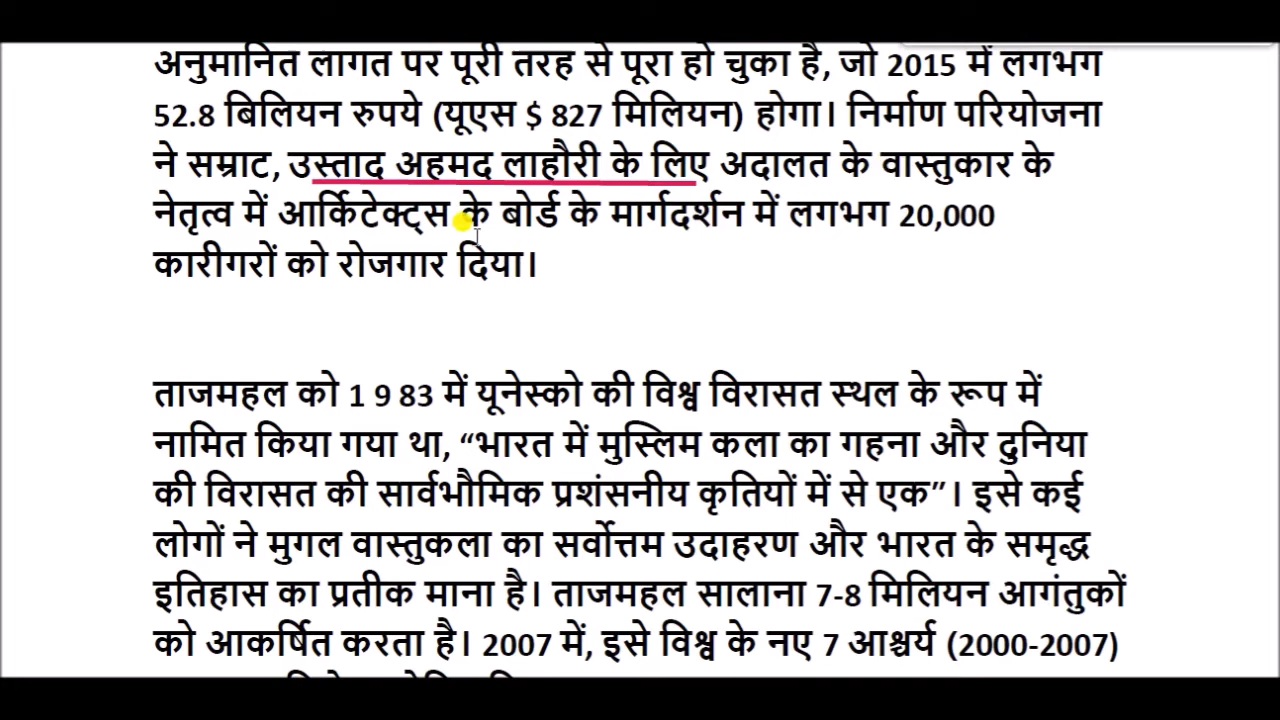 अनुमानित लागत पर पूरी तरह से पूरा हो चुका है, जो 2015 में लगभग
52.8 बिलियन रुपये (यूएस $ 827 मिलियन) होगा। निर्माण परियोजना
ने सम्राट, उस्ताद अहमद लाहौरी के लिए अदालत के वास्तुकार के
नेतृत्व में आर्किटेक्ट्स के बोर्ड के मार्गदर्शन में लगभग 20,000
कारीगरों को रोजगार दिया।
ताजमहल को 1 9 83 में यूनेस्को की विश्व विरासत स्थल के रूप में
नामित किया गया था, “भारत में मुस्लिम कला का गहना और दुनिया
की विरासत की सार्वभौमिक प्रशंसनीय कृतियों में से एक”। इसे कई
लोगों ने मुगल वास्तुकला का सर्वोत्तम उदाहरण और भारत के समृद्ध
इतिहास का प्रतीक माना है। ताजमहल सालाना 7-8 मिलियन आगंतुकों
को आकर्षित करता है। 2007 में, इसे विश्व के नए 7 आश्चर्य (2000-2007)